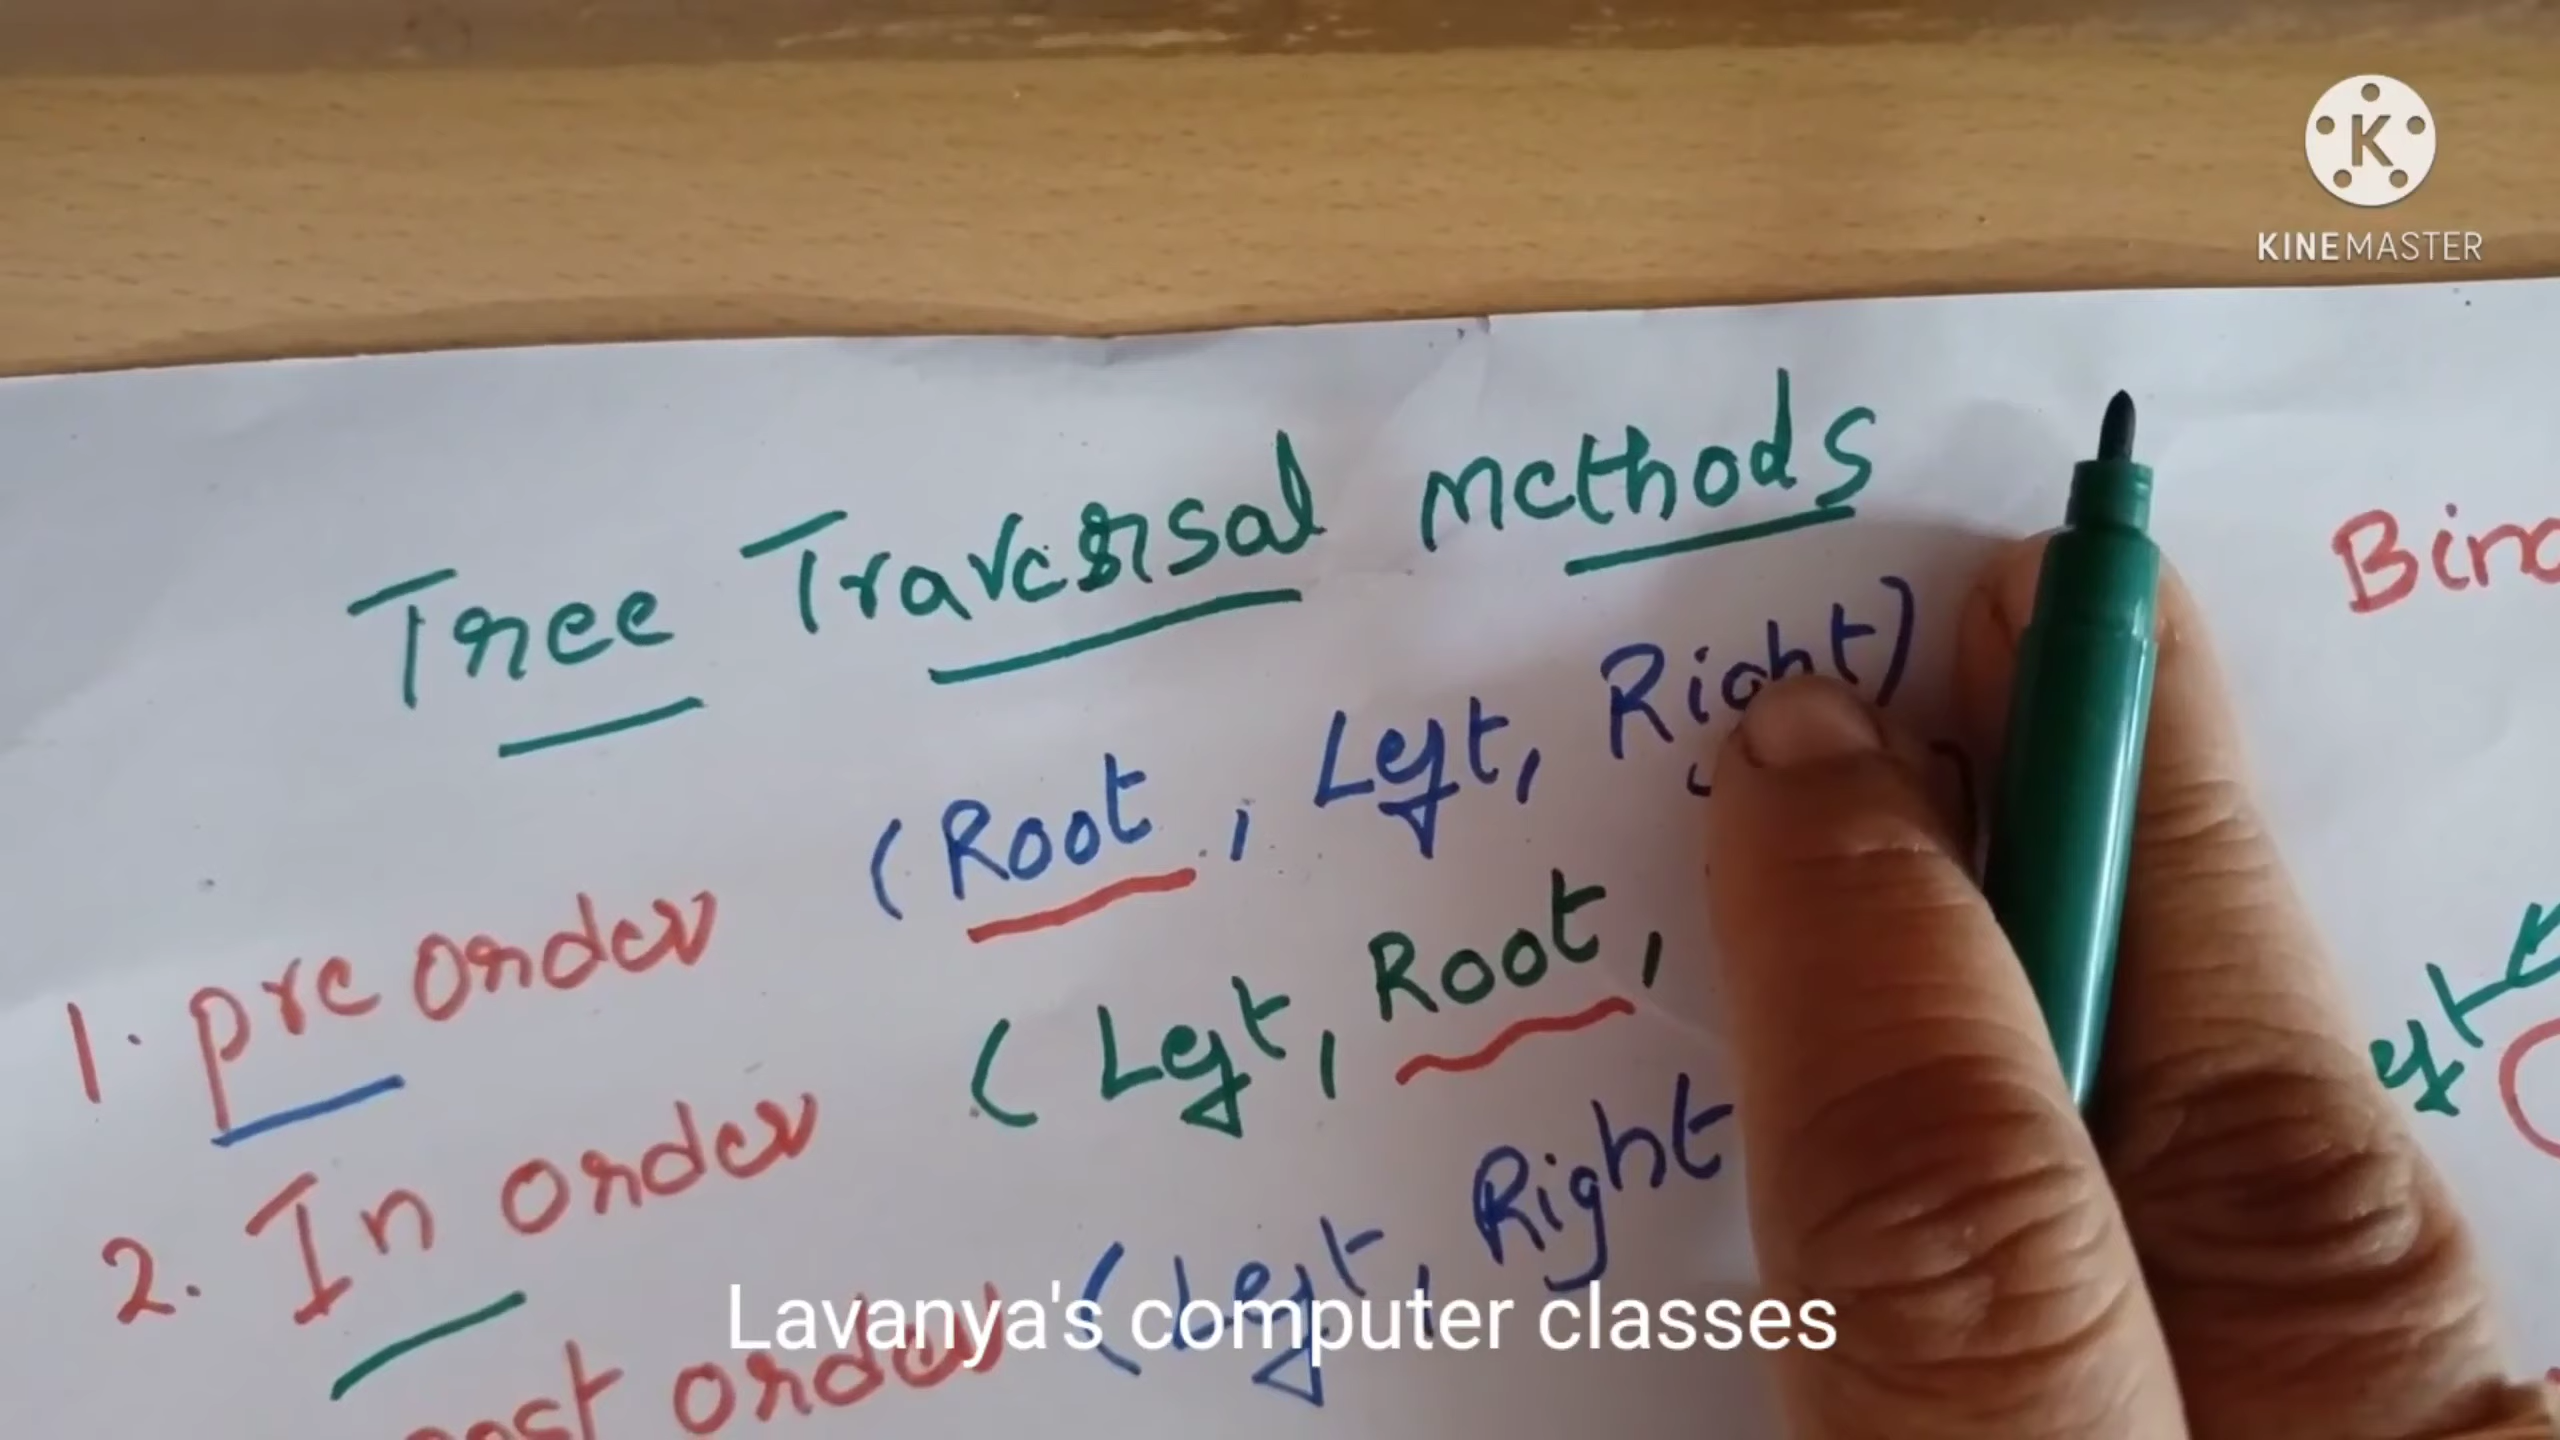 KINEMASTER
Tree Traversal methods
1. pre order (Root, Left, Right)
2. In order (Left, Root,
post order (Left, Right
Lavanya's computer classes